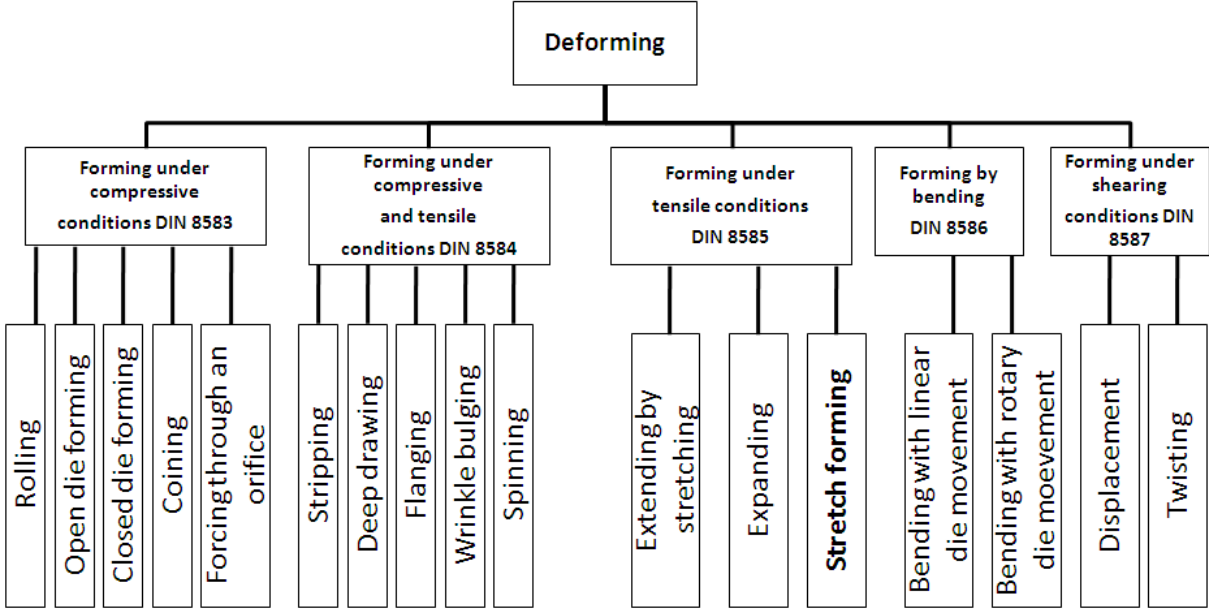 Deforming
Forming under
compressive
conditions DIN 8583
Forming under
compressive
and tensile
conditions DIN 8584
Forming under
tensile conditions
DIN 8585
Forming by
bending
DIN 8586
Forming under
shearing
conditions DIN
8587
Rolling
Open die forming
Closed die forming
Coining
Forcing through an
orifice
Stripping
Deep drawing
Flanging
Wrinkle bulging
Spinning
Extending by
stretching
Expanding
Stretch forming
Bending with linear
die movement
Bending with rotary
die moevement
Displacement
Twisting